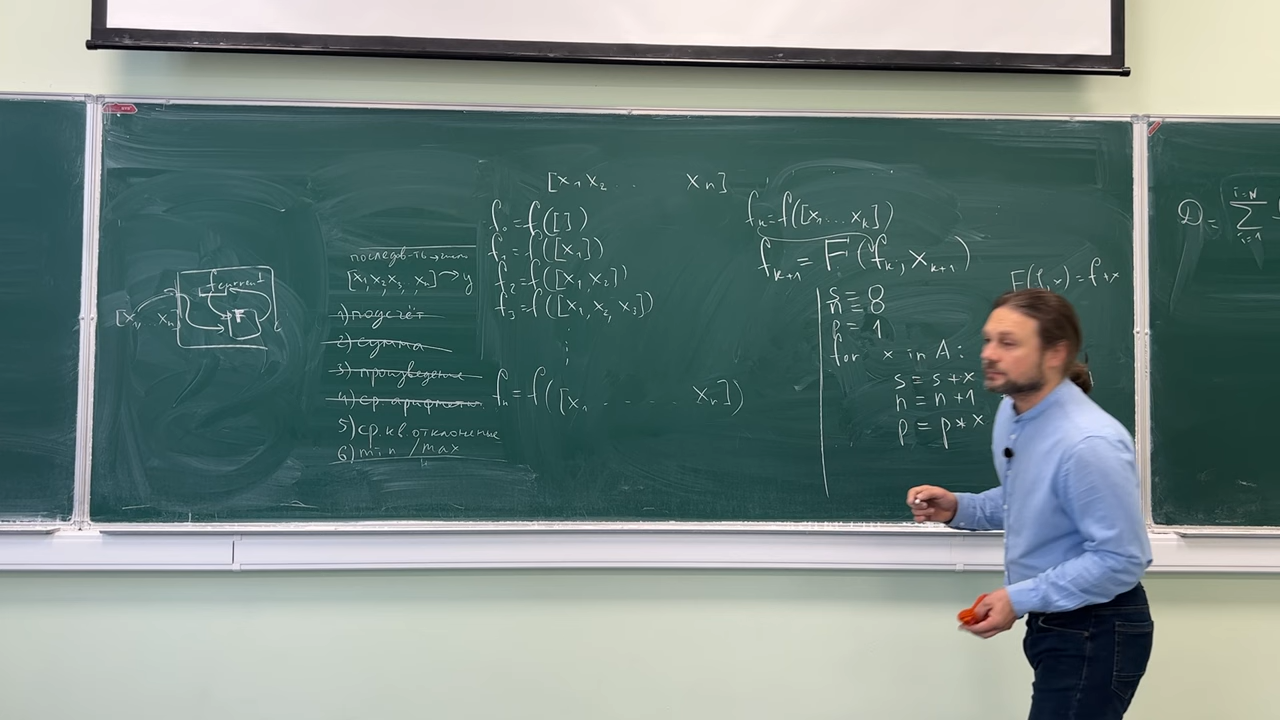 [x₁ ... xₙ]
F
последов-ть → число
[x₁ x₂ x₃ xₙ] → y
1) подсчёт
2) сумма
3) произведение
4) ср. арифметич.
5) ср. кв. отклонение
6) min / max
[x₁ x₂ ... xₙ]
f₀ = f([])
f₁ = f([x₁])
f₂ = f([x₁, x₂])
f₃ = f([x₁, x₂, x₃])
fₙ = f([x₁ ..... xₙ])
fₖ = f([x₁ ... xₖ])
fₖ₊₁ = F(fₖ, xₖ₊₁)
F(f, x) = f + x
s = 0
n = 0
p = 1
for x in A:
s = s + x
n = n + 1
p = p * x
D = Σ i=N i=1